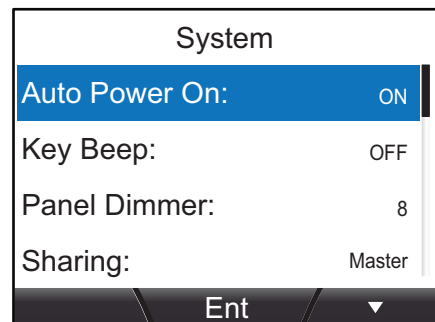 System
Auto Power On: ON
Key Beep: OFF
Panel Dimmer: 8
Sharing: Master
Ent